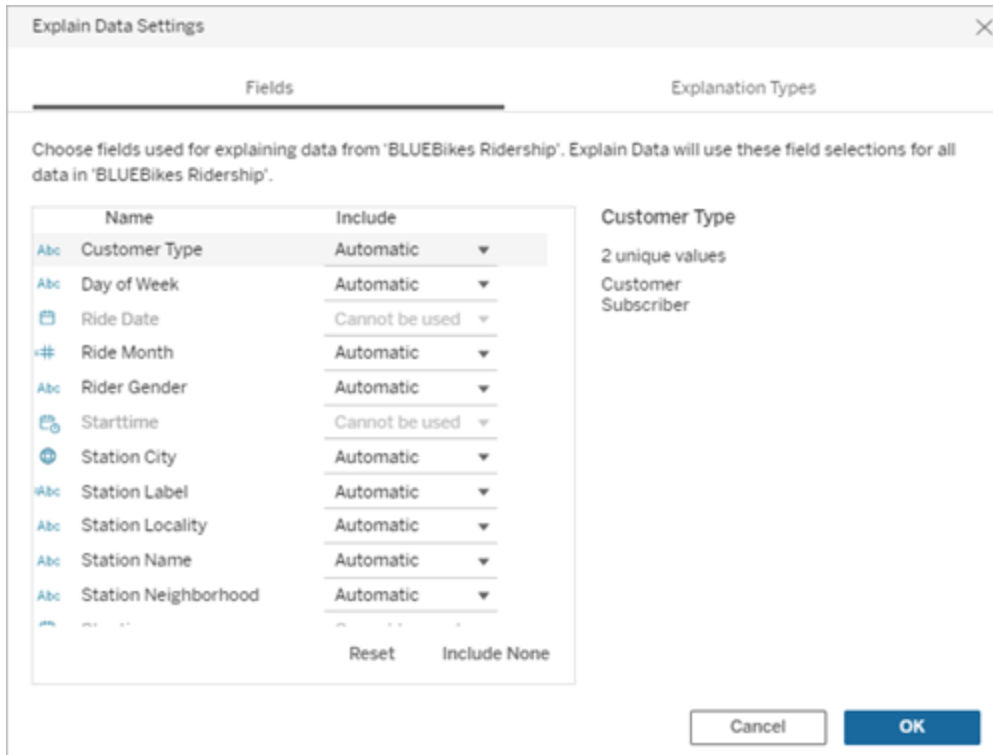 Explain Data Settings
Fields
Explanation Types
Choose fields used for explaining data from 'BLUEBikes Ridership'. Explain Data will use these field selections for all
data in 'BLUEBikes Ridership'.
Name Include
Abc Customer Type Automatic
Abc Day of Week Automatic
Ride Date Cannot be used
=# Ride Month Automatic
Abc Rider Gender Automatic
Starttime Cannot be used
Station City Automatic
=Abc Station Label Automatic
Abc Station Locality Automatic
Abc Station Name Automatic
Abc Station Neighborhood Automatic
Reset Include None
Customer Type
2 unique values
Customer
Subscriber
Cancel OK